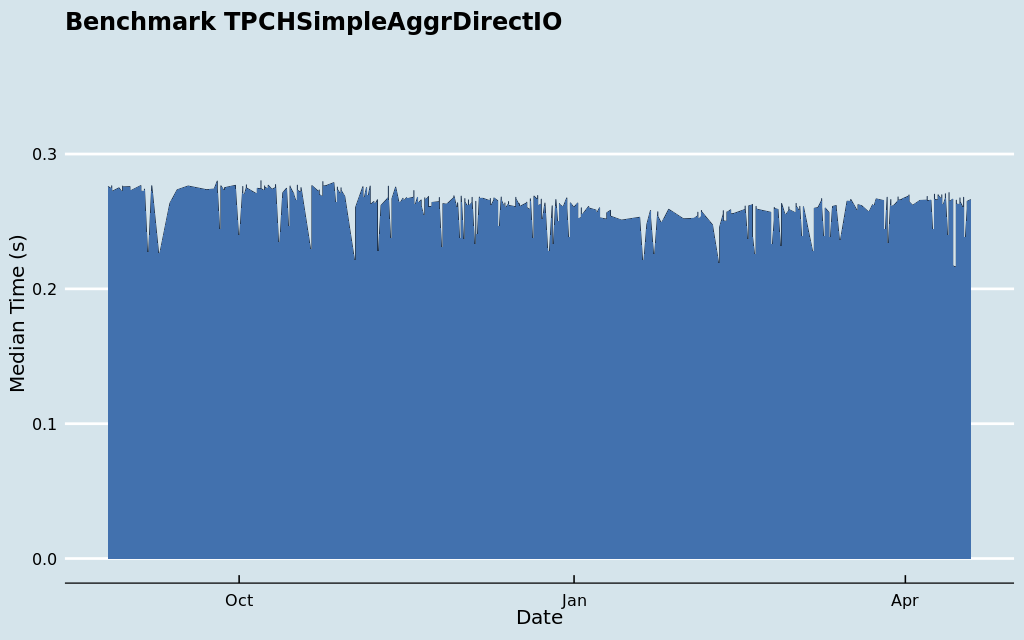 Benchmark TPCHSimpleAggrDirectIO
Median Time (s)
0.3
0.2
0.1
0.0
Oct
Jan
Apr
Date